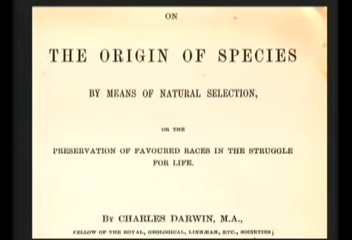 ON
THE ORIGIN OF SPECIES
BY MEANS OF NATURAL SELECTION,
OR THE
PRESERVATION OF FAVOURED RACES IN THE STRUGGLE
FOR LIFE.
BY CHARLES DARWIN, M.A.,
FELLOW OF THE ROYAL, GEOLOGICAL, LINNÆAN, ETC., SOCIETIES;